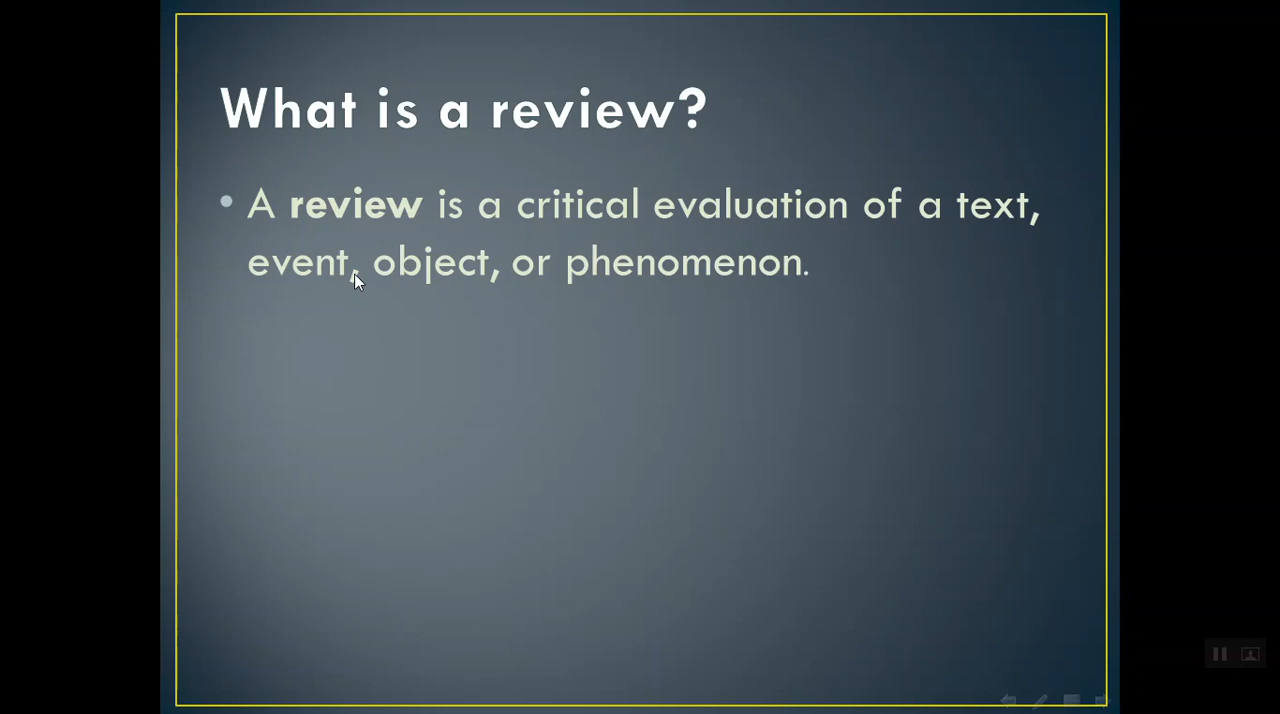 What is a review?
• A review is a critical evaluation of a text,
event, object, or phenomenon.